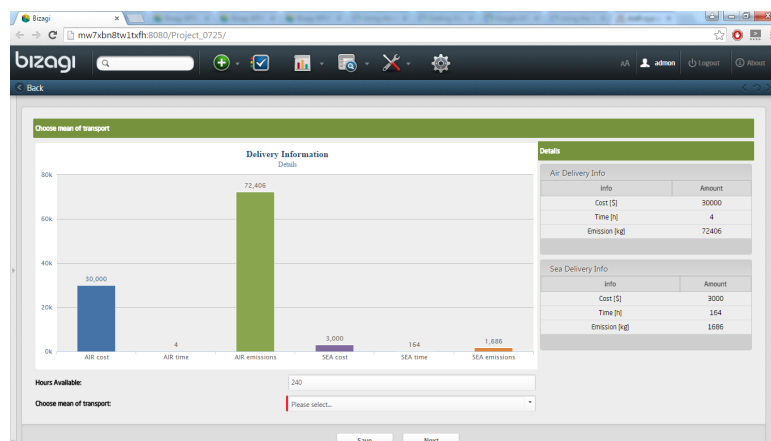 Bizagi
mw7xbn8tw1txfh:8080/Project_0725/
bizagi
AA admon Logout About
Back
Choose mean of transport
Delivery Information
Details
80k
60k
40k
20k
0k
30,000
4
72,406
3,000
164
1,686
AIR cost AIR time AIR emissions SEA cost SEA time SEA emissions
Details
Air Delivery Info
Info Amount
Cost [$] 30000
Time [h] 4
Emission [kg] 72406
Sea Delivery Info
Info Amount
Cost [$] 3000
Time [h] 164
Emission [kg] 1686
Hours Available: 240
Choose mean of transport: Please select...
Save Next